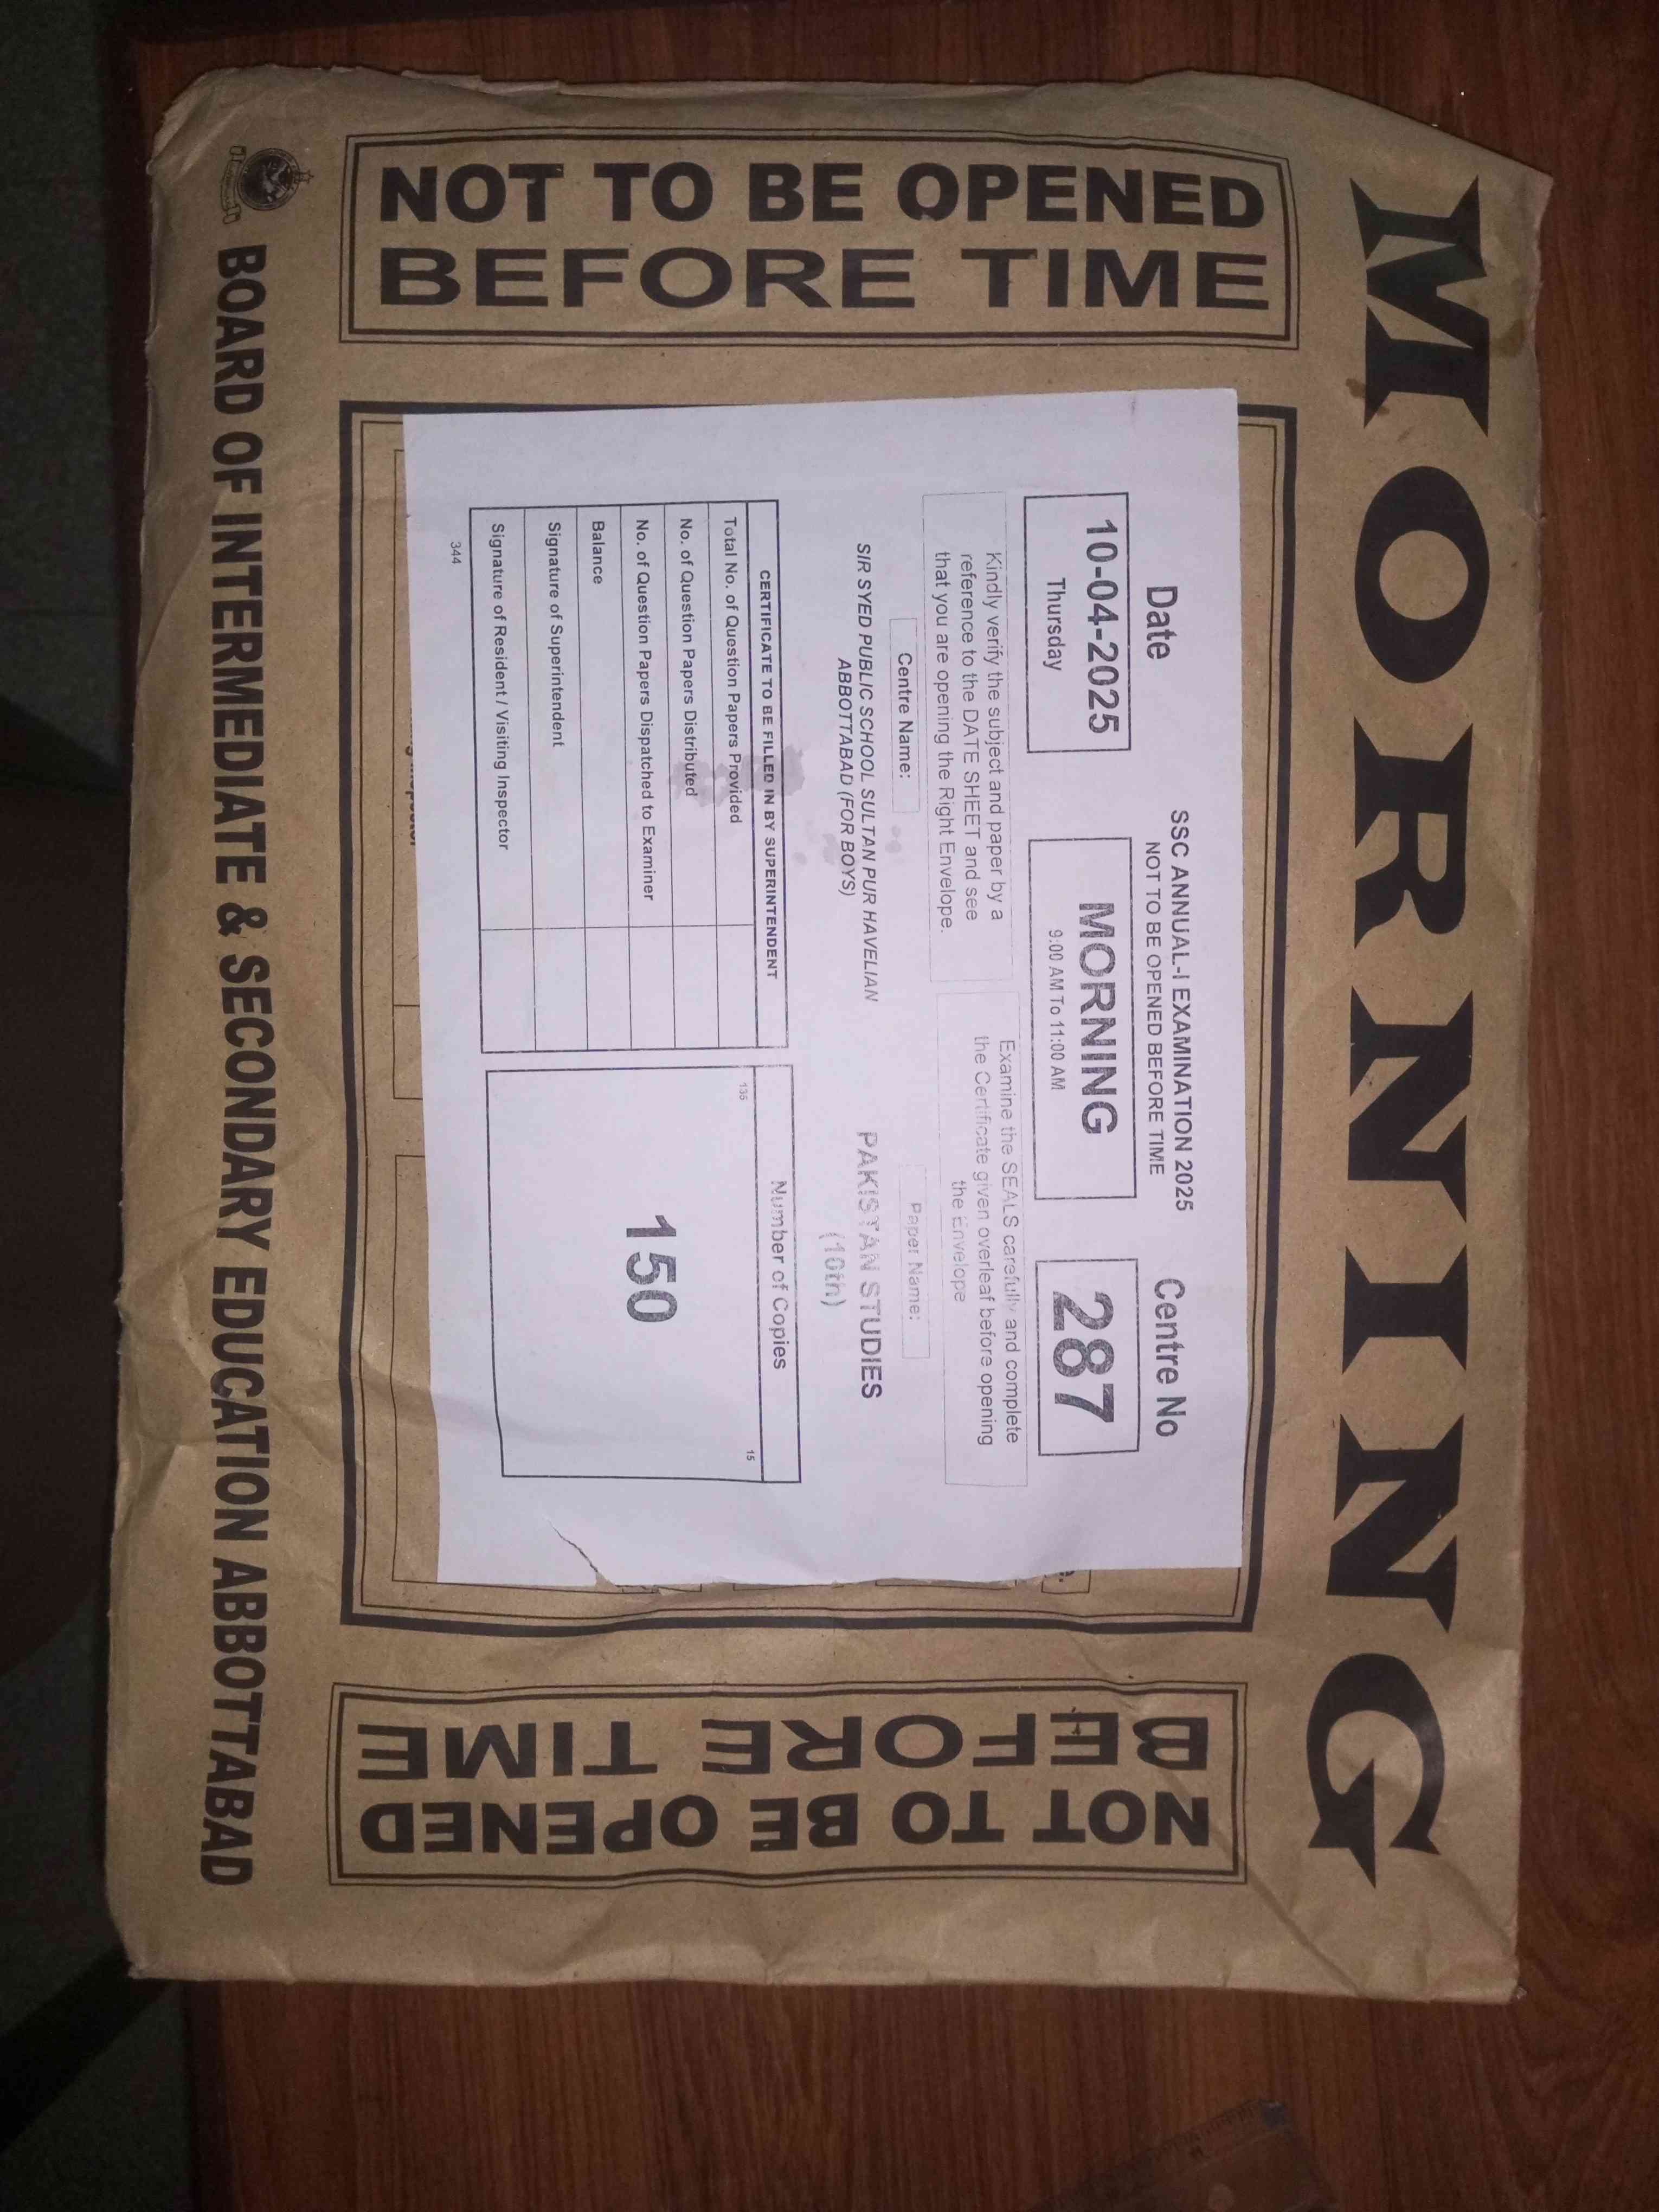 MORNING
NOT TO BE OPENED
BEFORE TIME
SSC ANNUAL-I EXAMINATION 2025
NOT TO BE OPENED BEFORE TIME
Date
10-04-2025
Thursday
MORNING
9:00 AM To 11:00 AM
Centre No
287
Kindly verify the subject and paper by a
reference to the DATE SHEET and see
that you are opening the Right Envelope.
Examine the SEALS carefully and complete
the Certificate given overleaf before opening
the Envelope
Centre Name:
SIR SYED PUBLIC SCHOOL SULTAN PUR HAVELIAN
ABBOTTABAD (FOR BOYS)
Paper Name:
PAKISTAN STUDIES
(10th)
CERTIFICATE TO BE FILLED IN BY SUPERINTENDENT
Total No. of Question Papers Provided
No. of Question Papers Distributed
No. of Question Papers Dispatched to Examiner
Balance
Signature of Superintendent
Signature of Resident / Visiting Inspector
344
Number of Copies
135
15
150
NOT TO BE OPENED
BEFORE TIME
BOARD OF INTERMEDIATE & SECONDARY EDUCATION ABBOTTABAD